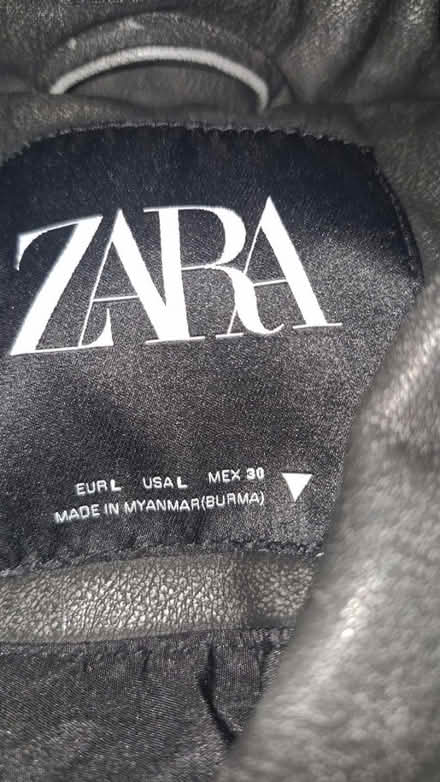 ZARA
EUR L USA L MEX 30
MADE IN MYANMAR(BURMA)